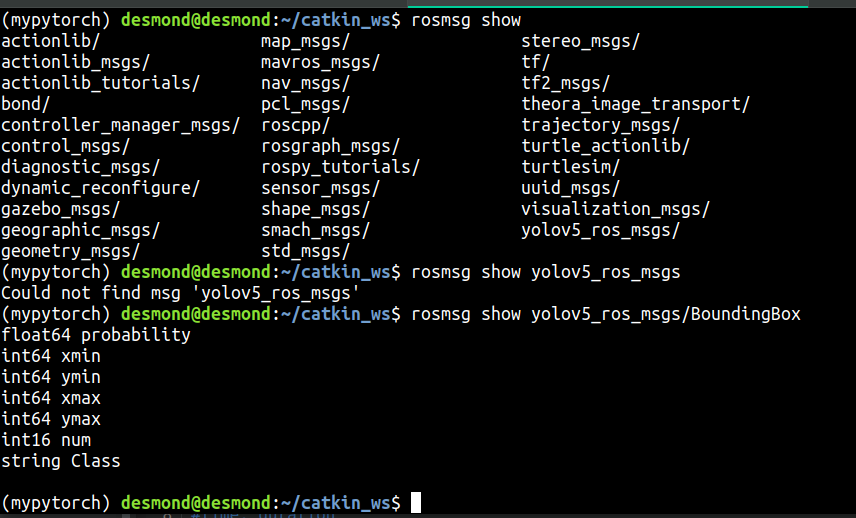 (mypytorch) desmond@desmond:~/catkin_ws$ rosmsg show
actionlib/ map_msgs/ stereo_msgs/
actionlib_msgs/ mavros_msgs/ tf/
actionlib_tutorials/ nav_msgs/ tf2_msgs/
bond/ pcl_msgs/ theora_image_transport/
controller_manager_msgs/ roscpp/ trajectory_msgs/
control_msgs/ rosgraph_msgs/ turtle_actionlib/
diagnostic_msgs/ rospy_tutorials/ turtlesim/
dynamic_reconfigure/ sensor_msgs/ uuid_msgs/
gazebo_msgs/ shape_msgs/ visualization_msgs/
geographic_msgs/ smach_msgs/ yolov5_ros_msgs/
geometry_msgs/ std_msgs/
(mypytorch) desmond@desmond:~/catkin_ws$ rosmsg show yolov5_ros_msgs
Could not find msg 'yolov5_ros_msgs'
(mypytorch) desmond@desmond:~/catkin_ws$ rosmsg show yolov5_ros_msgs/BoundingBox
float64 probability
int64 xmin
int64 ymin
int64 xmax
int64 ymax
int16 num
string Class
(mypytorch) desmond@desmond:~/catkin_ws$